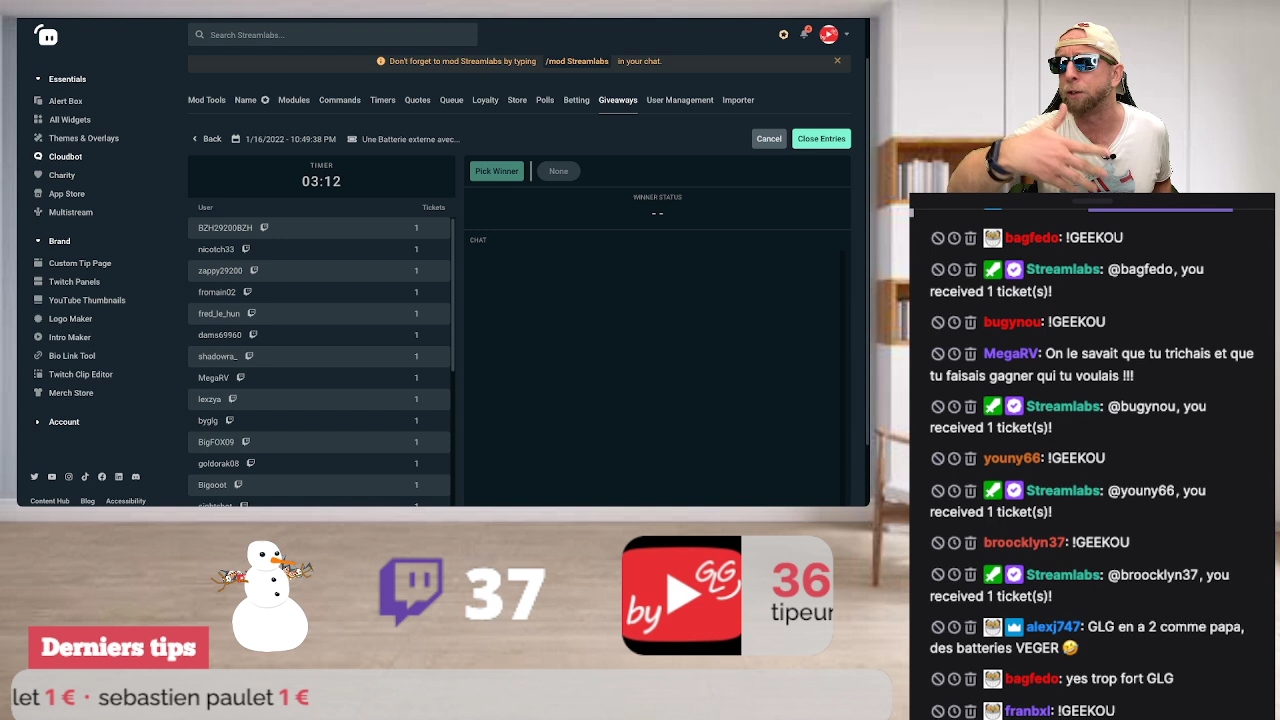 Search Streamlabs...
Don't forget to mod Streamlabs by typing /mod Streamlabs in your chat.
Essentials
Alert Box
All Widgets
Themes & Overlays
Cloudbot
Charity
App Store
Multistream
Brand
Custom Tip Page
Twitch Panels
YouTube Thumbnails
Logo Maker
Intro Maker
Bio Link Tool
Twitch Clip Editor
Merch Store
Account
Content Hub Blog Accessibility
Mod Tools Name Modules Commands Timers Quotes Queue Loyalty Store Polls Betting Giveaways User Management Importer
Back 1/16/2022 - 10:49:38 PM Une Batterie externe avec...
Cancel Close Entries
TIMER
03:12
User Tickets
BZH29200BZH 1
nicotch33 1
zappy29200 1
fromain02 1
fred_le_hun 1
dams69960 1
shadowra_ 1
MegaRV 1
lexzya 1
byglg 1
BigFOX09 1
goldorak08 1
Bigooot 1
Pick Winner None
WINNER STATUS
--
CHAT
bagfedo: !GEEKOU
Streamlabs: @bagfedo, you
received 1 ticket(s)!
bugynou: !GEEKOU
MegaRV: On le savait que tu trichais et que
tu faisais gagner qui tu voulais !!!
Streamlabs: @bugynou, you
received 1 ticket(s)!
youny66: !GEEKOU
Streamlabs: @youny66, you
received 1 ticket(s)!
broocklyn37: !GEEKOU
Streamlabs: @broocklyn37, you
received 1 ticket(s)!
alexj747: GLG en a 2 comme papa,
des batteries VEGER 🤣
bagfedo: yes trop fort GLG
franbxl: !GEEKOU
37
by GLG
36
tipeur
Derniers tips
let 1 € · sebastien paulet 1 €